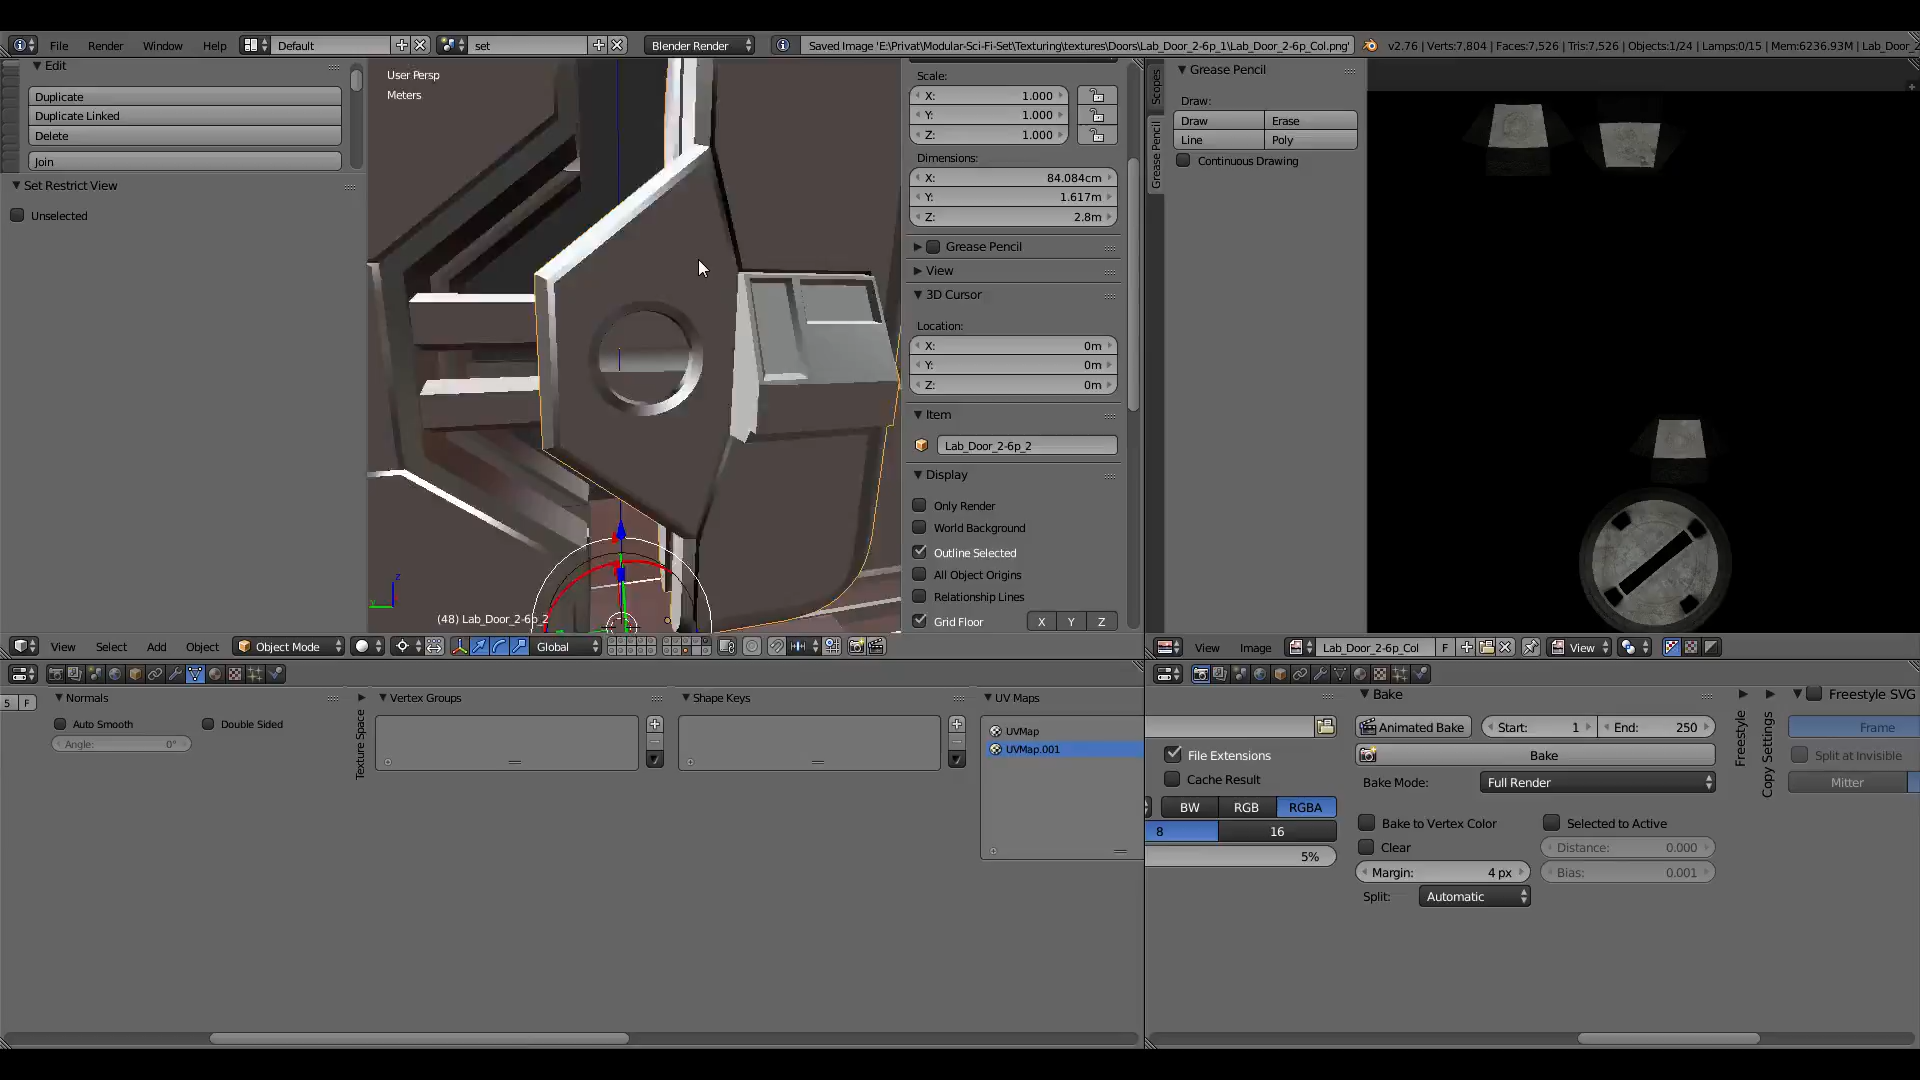 File Render Window Help Default set Blender Render Saved Image 'E:\Privat\Modular-Sci-Fi-Set\Texturing\textures\Doors\Lab_Door_2-6p_1\Lab_Door_2-6p_Col.png' v2.76 | Verts:7,804 | Faces:7,526 | Tris:7,526 | Objects:1/24 | Lamps:0/15 | Mem:6236.93M | Lab_Door_2
Edit
Duplicate
Duplicate Linked
Delete
Join
Set Restrict View
Unselected
User Persp
Meters
(48) Lab_Door_2-6p_2
Scale:
X: 1.000
Y: 1.000
Z: 1.000
Dimensions:
X: 84.084cm
Y: 1.617m
Z: 2.8m
Grease Pencil
View
3D Cursor
Location:
X: 0m
Y: 0m
Z: 0m
Item
Lab_Door_2-6p_2
Display
Only Render
World Background
Outline Selected
All Object Origins
Relationship Lines
Grid Floor X Y Z
Scopes
Grease Pencil
Grease Pencil
Draw:
Draw Erase
Line Poly
Continuous Drawing
View Select Add Object Object Mode Global
View Image Lab_Door_2-6p_Col F View
5 F
Normals
Auto Smooth Double Sided
Angle: 0°
Texture Space
Vertex Groups
Shape Keys
UV Maps
UVMap
UVMap.001
File Extensions
Cache Result
BW RGB RGBA
8 16
5%
Bake
Animated Bake Start: 1 End: 250
Bake
Bake Mode: Full Render
Bake to Vertex Color Selected to Active
Clear Distance: 0.000
Margin: 4 px Bias: 0.001
Split: Automatic
Freestyle
Copy Settings
Freestyle SVG
Frame
Split at Invisible
Mitter